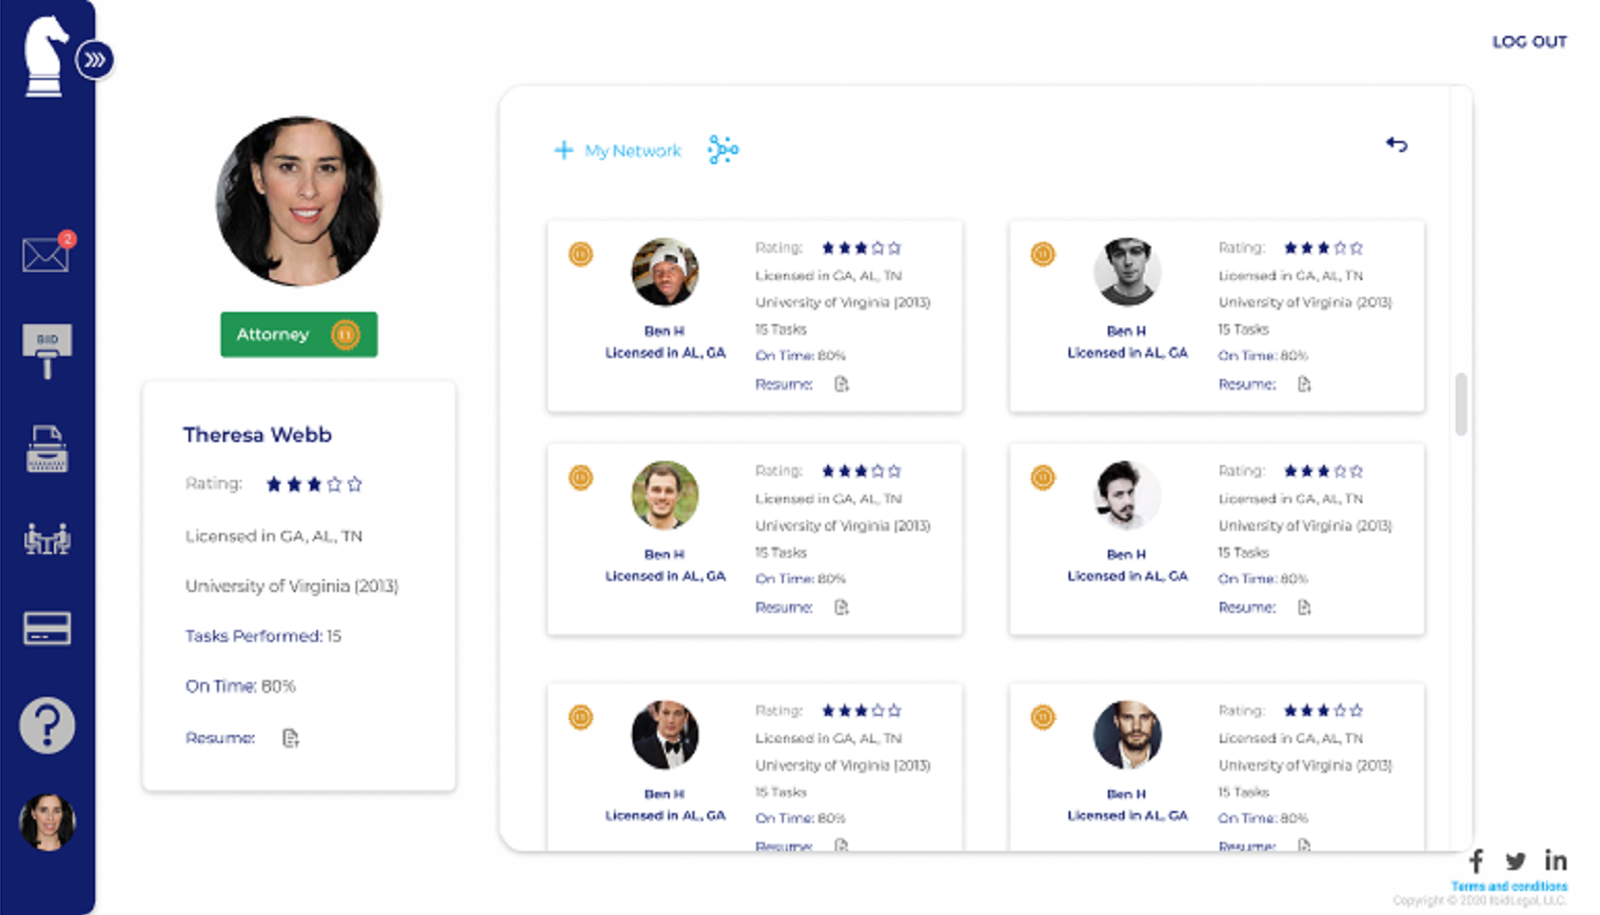 LOG OUT
2
BID
Attorney 11
Theresa Webb
Rating:
Licensed in GA, AL, TN
University of Virginia (2013)
Tasks Performed: 15
On Time: 80%
Resume:
My Network
Ben H
Licensed in AL, GA
Rating:
Licensed in GA, AL, TN
University of Virginia (2013)
15 Tasks
On Time: 80%
Resume:
Ben H
Licensed in AL, GA
Rating:
Licensed in GA, AL, TN
University of Virginia (2013)
15 Tasks
On Time: 80%
Resume:
Ben H
Licensed in AL, GA
Rating:
Licensed in GA, AL, TN
University of Virginia (2013)
15 Tasks
On Time: 80%
Resume:
Ben H
Licensed in AL, GA
Rating:
Licensed in GA, AL, TN
University of Virginia (2013)
15 Tasks
On Time: 80%
Resume:
Ben H
Licensed in AL, GA
Rating:
Licensed in GA, AL, TN
University of Virginia (2013)
15 Tasks
On Time: 80%
Resume:
Ben H
Licensed in AL, GA
Rating:
Licensed in GA, AL, TN
University of Virginia (2013)
15 Tasks
On Time: 80%
Resume:
Terms and conditions
Copyright © 2020 IbidLegal, LLC.